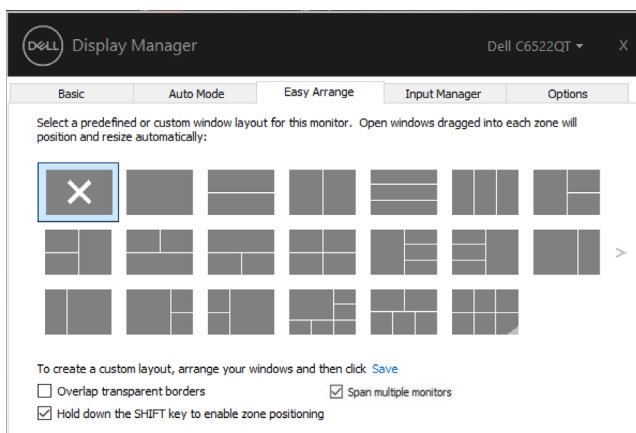 DELL Display Manager Dell C6522QT X
Basic Auto Mode Easy Arrange Input Manager Options
Select a predefined or custom window layout for this monitor. Open windows dragged into each zone will
position and resize automatically:
To create a custom layout, arrange your windows and then click Save
Overlap transparent borders Span multiple monitors
Hold down the SHIFT key to enable zone positioning